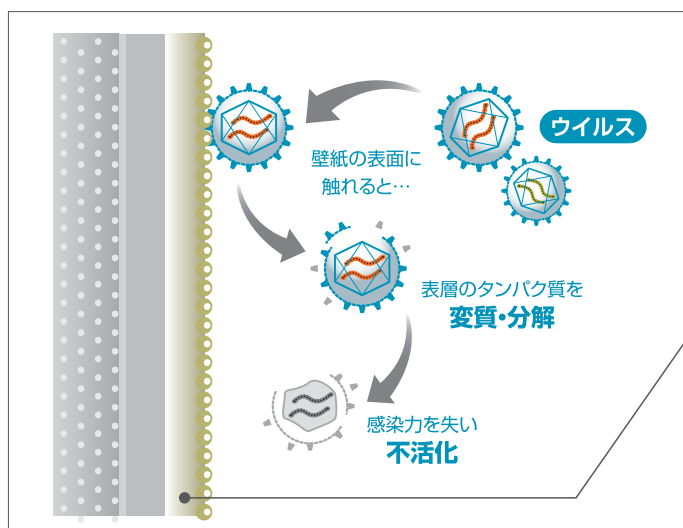 ウイルス
壁紙の表面に
触れると…
表層のタンパク質を
変質・分解
感染力を失い
不活化